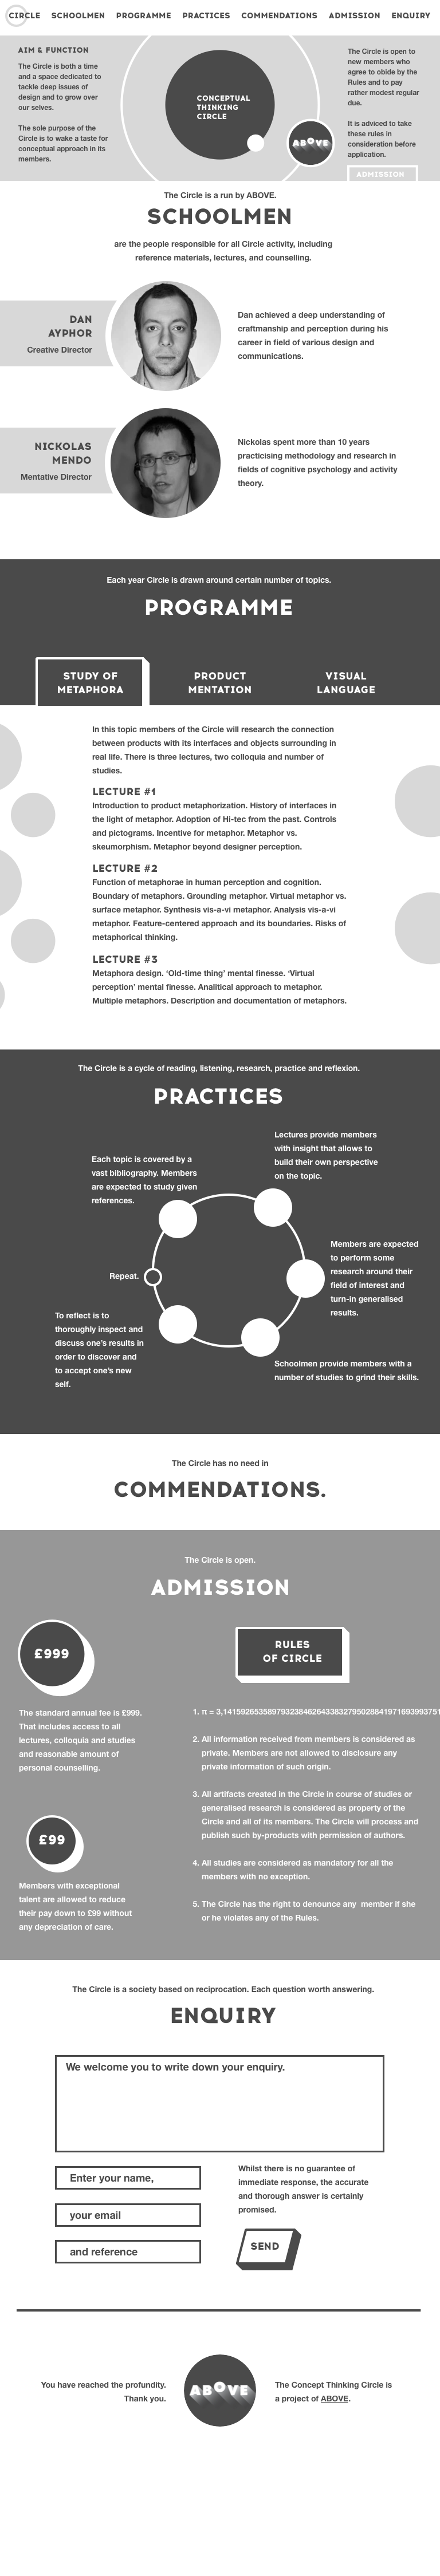 CIRCLE SCHOOLMEN PROGRAMME PRACTICES COMMENDATIONS ADMISSION ENQUIRY
AIM & FUNCTION
The Circle is both a time
and a space dedicated to
tackle deep issues of
design and to grow over
our selves.
The sole purpose of the
Circle is to wake a taste for
conceptual approach in its
members.
CONCEPTUAL
THINKING
CIRCLE
ABOVE
The Circle is open to
new members who
agree to obide by the
Rules and to pay
rather modest regular
due.
It is adviced to take
these rules in
consideration before
application.
ADMISSION
The Circle is a run by ABOVE.
SCHOOLMEN
are the people responsible for all Circle activity, including
reference materials, lectures, and counselling.
DAN
AYPHOR
Creative Director
Dan achieved a deep understanding of
craftmanship and perception during his
career in field of various design and
communications.
NICKOLAS
MENDO
Mentative Director
Nickolas spent more than 10 years
practicising methodology and research in
fields of cognitive psychology and activity
theory.
Each year Circle is drawn around certain number of topics.
PROGRAMME
STUDY OF
METAPHORA
PRODUCT
MENTATION
VISUAL
LANGUAGE
In this topic members of the Circle will research the connection
between products with its interfaces and objects surrounding in
real life. There is three lectures, two colloquia and number of
studies.
LECTURE #1
Introduction to product metaphorization. History of interfaces in
the light of metaphor. Adoption of Hi-tec from the past. Controls
and pictograms. Incentive for metaphor. Metaphor vs.
skeumorphism. Metaphor beyond designer perception.
LECTURE #2
Function of metaphorae in human perception and cognition.
Boundary of metaphors. Grounding metaphor. Virtual metaphor vs.
surface metaphor. Synthesis vis-a-vi metaphor. Analysis vis-a-vi
metaphor. Feature-centered approach and its boundaries. Risks of
metaphorical thinking.
LECTURE #3
Metaphora design. ‘Old-time thing’ mental finesse. ‘Virtual
perception’ mental finesse. Analitical approach to metaphor.
Multiple metaphors. Description and documentation of metaphors.
The Circle is a cycle of reading, listening, research, practice and reflexion.
PRACTICES
Lectures provide members
with insight that allows to
build their own perspective
on the topic.
Each topic is covered by a
vast bibliography. Members
are expected to study given
references.
Members are expected
to perform some
research around their
field of interest and
turn-in generalised
results.
Repeat.
To reflect is to
thoroughly inspect and
discuss one’s results in
order to discover and
to accept one’s new
self.
Schoolmen provide members with a
number of studies to grind their skills.
The Circle has no need in
COMMENDATIONS.
The Circle is open.
ADMISSION
£999
RULES
OF CIRCLE
The standard annual fee is £999.
That includes access to all
lectures, colloquia and studies
and reasonable amount of
personal counselling.
£99
Members with exceptional
talent are allowed to reduce
their pay down to £99 without
any depreciation of care.
1. π = 3,1415926535897932384626433832795028841971693993751
2. All information received from members is considered as
private. Members are not allowed to disclosure any
private information of such origin.
3. All artifacts created in the Circle in course of studies or
generalised research is considered as property of the
Circle and all of its members. The Circle will process and
publish such by-products with permission of authors.
4. All studies are considered as mandatory for all the
members with no exception.
5. The Circle has the right to denounce any member if she
or he violates any of the Rules.
The Circle is a society based on reciprocation. Each question worth answering.
ENQUIRY
We welcome you to write down your enquiry.
Enter your name,
your email
and reference
Whilst there is no guarantee of
immediate response, the accurate
and thorough answer is certainly
promised.
SEND
You have reached the profundity.
Thank you.
ABOVE
The Concept Thinking Circle is
a project of ABOVE.